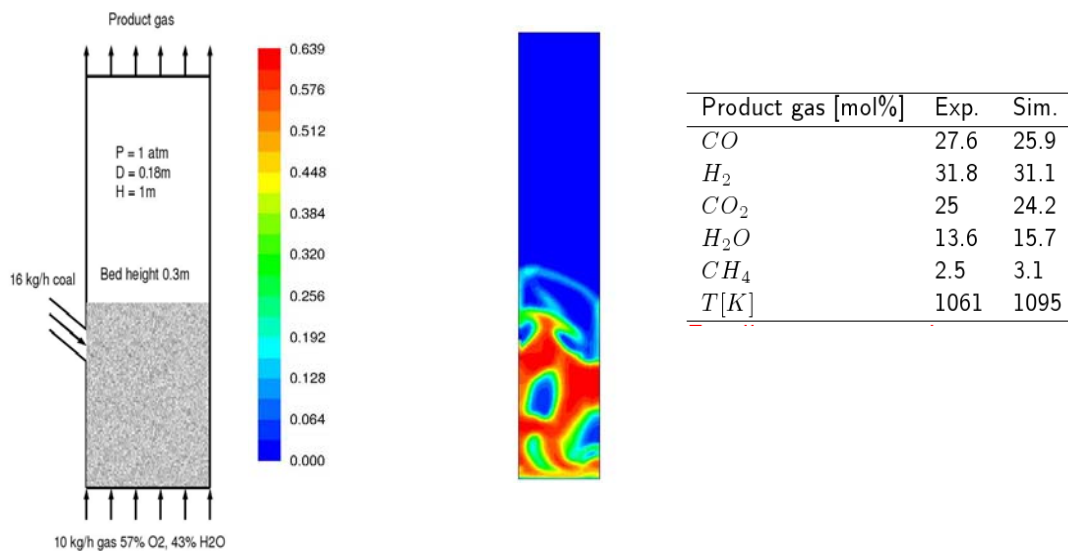 Product gas
P = 1 atm
D = 0.18m
H = 1m
16 kg/h coal
Bed height 0.3m
10 kg/h gas 57% O2, 43% H2O
0.639
0.576
0.512
0.448
0.384
0.320
0.256
0.192
0.128
0.064
0.000
Product gas [mol%] Exp. Sim.
CO 27.6 25.9
H₂ 31.8 31.1
CO₂ 25 24.2
H₂O 13.6 15.7
CH₄ 2.5 3.1
T[K] 1061 1095